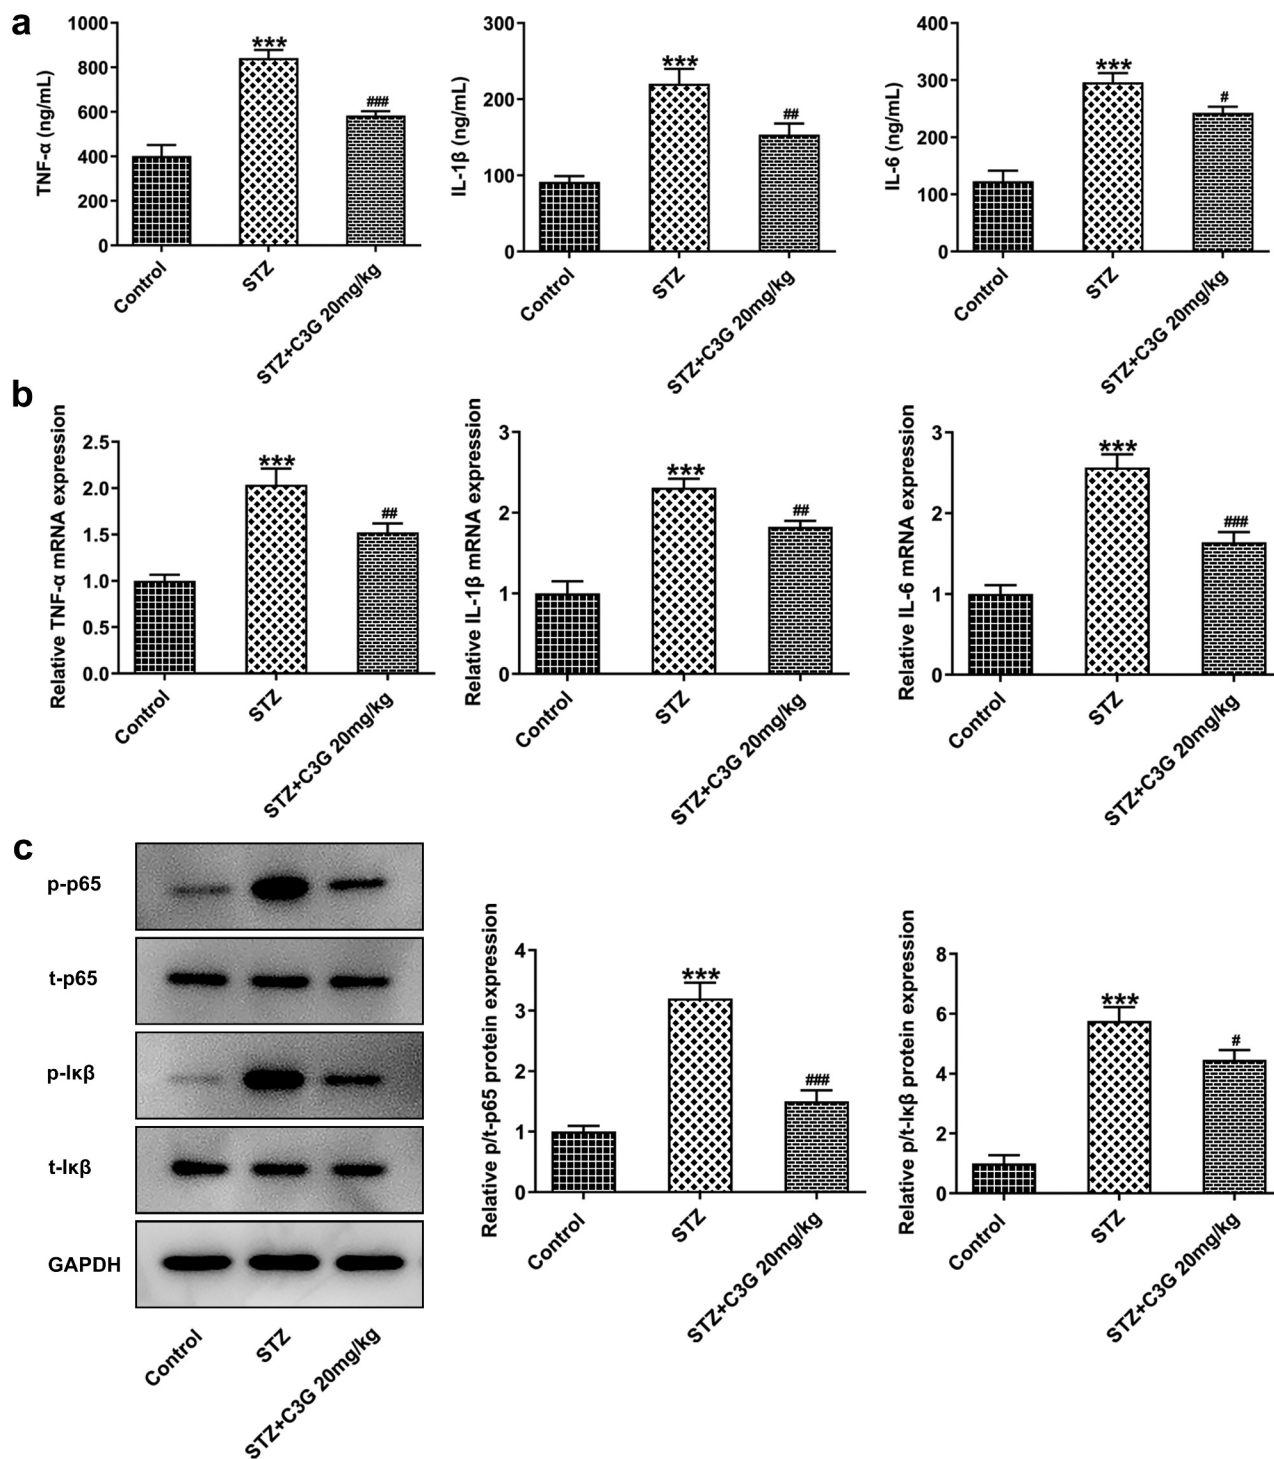 a
TNF-α (ng/mL)
1000
800
600
400
200
0
***
###
Control
STZ
STZ+C3G 20mg/kg
IL-1β (ng/mL)
300
200
100
0
***
##
Control
STZ
STZ+C3G 20mg/kg
IL-6 (ng/mL)
400
300
200
100
0
***
#
Control
STZ
STZ+C3G 20mg/kg
b
Relative TNF-α mRNA expression
2.5
2.0
1.5
1.0
0.5
0.0
***
##
Control
STZ
STZ+C3G 20mg/kg
Relative IL-1β mRNA expression
3
2
1
0
***
##
Control
STZ
STZ+C3G 20mg/kg
Relative IL-6 mRNA expression
3
2
1
0
***
###
Control
STZ
STZ+C3G 20mg/kg
c
p-p65
t-p65
p-Iκβ
t-Iκβ
GAPDH
Control
STZ
STZ+C3G 20mg/kg
Relative p/t-p65 protein expression
4
3
2
1
0
***
###
Control
STZ
STZ+C3G 20mg/kg
Relative p/t-Iκβ protein expression
8
6
4
2
0
***
#
Control
STZ
STZ+C3G 20mg/kg